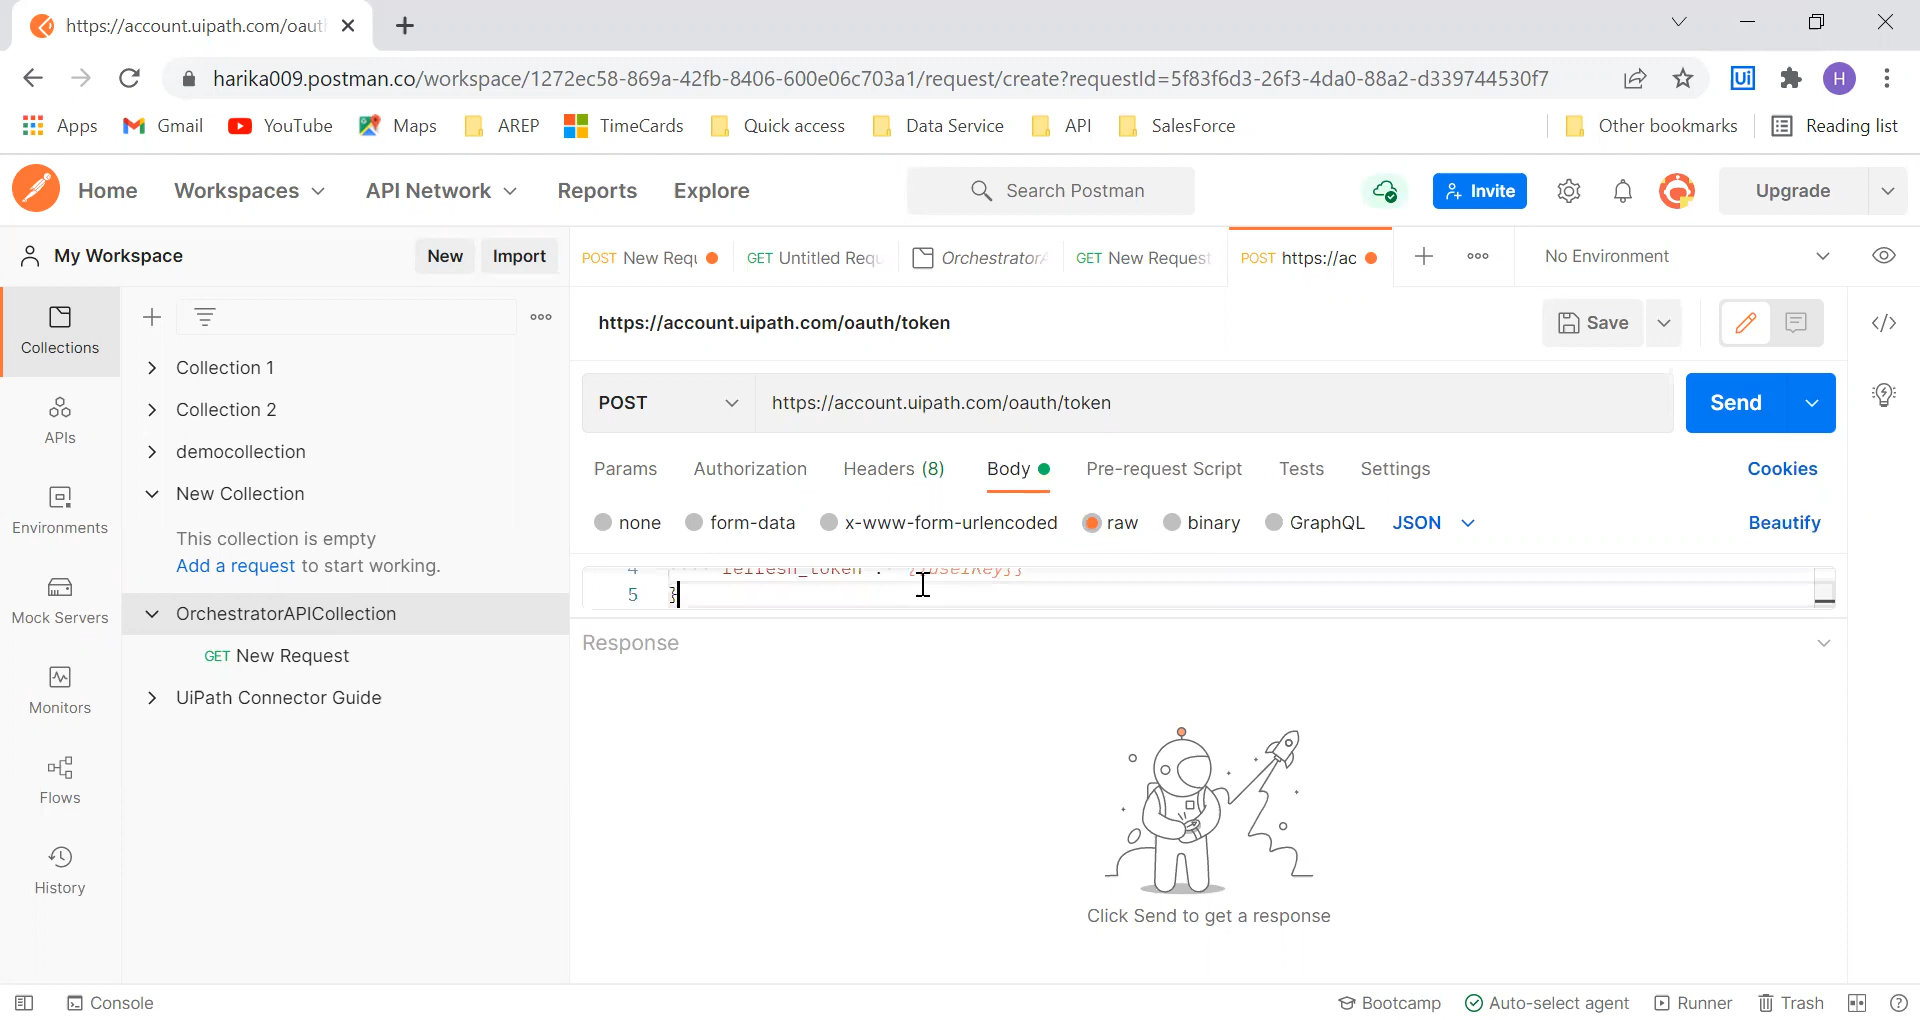 https://account.uipath.com/oaut
harika009.postman.co/workspace/1272ec58-869a-42fb-8406-600e06c703a1/request/create?requestId=5f83f6d3-26f3-4da0-88a2-d339744530f7
Ui
H
Apps Gmail YouTube Maps AREP TimeCards Quick access Data Service API SalesForce Other bookmarks Reading list
Home Workspaces API Network Reports Explore Search Postman Invite Upgrade
My Workspace New Import POST New Requ GET Untitled Requ OrchestratorA GET New Request POST https://ac No Environment
Collections
APIs
Environments
Mock Servers
Monitors
Flows
History
Collection 1
Collection 2
democollection
New Collection
This collection is empty
Add a request to start working.
OrchestratorAPICollection
GET New Request
UiPath Connector Guide
https://account.uipath.com/oauth/token Save
POST https://account.uipath.com/oauth/token Send
Params Authorization Headers (8) Body Pre-request Script Tests Settings Cookies
none form-data x-www-form-urlencoded raw binary GraphQL JSON Beautify
5 }
Response
Click Send to get a response
Console Bootcamp Auto-select agent Runner Trash